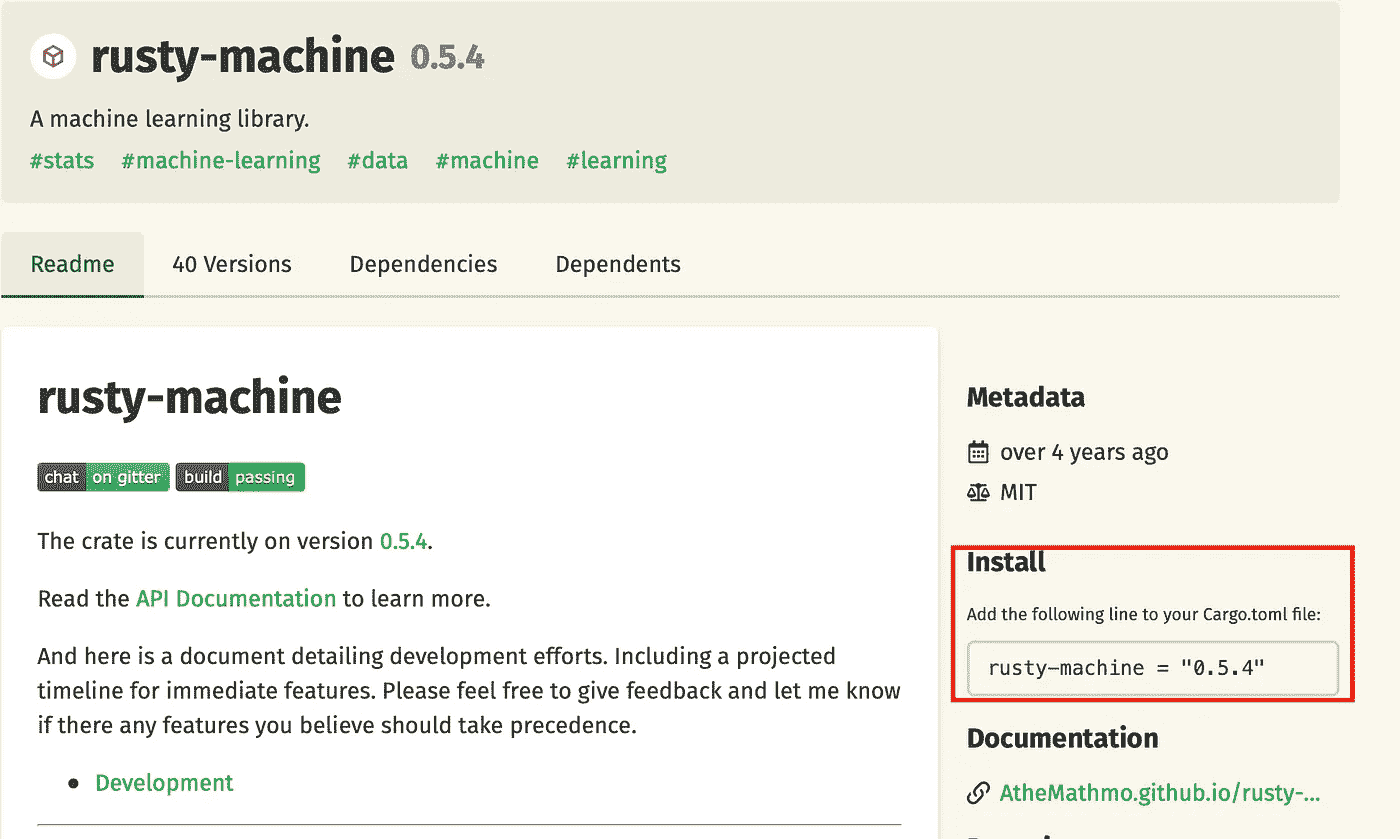 rusty-machine 0.5.4
A machine learning library.
#stats #machine-learning #data #machine #learning
Readme 40 Versions Dependencies Dependents
rusty-machine
chat on gitter build passing
The crate is currently on version 0.5.4.
Read the API Documentation to learn more.
And here is a document detailing development efforts. Including a projected
timeline for immediate features. Please feel free to give feedback and let me know
if there any features you believe should take precedence.
Development
Metadata
over 4 years ago
MIT
Install
Add the following line to your Cargo.toml file:
rusty-machine = "0.5.4"
Documentation
AtheMathmo.github.io/rusty-...